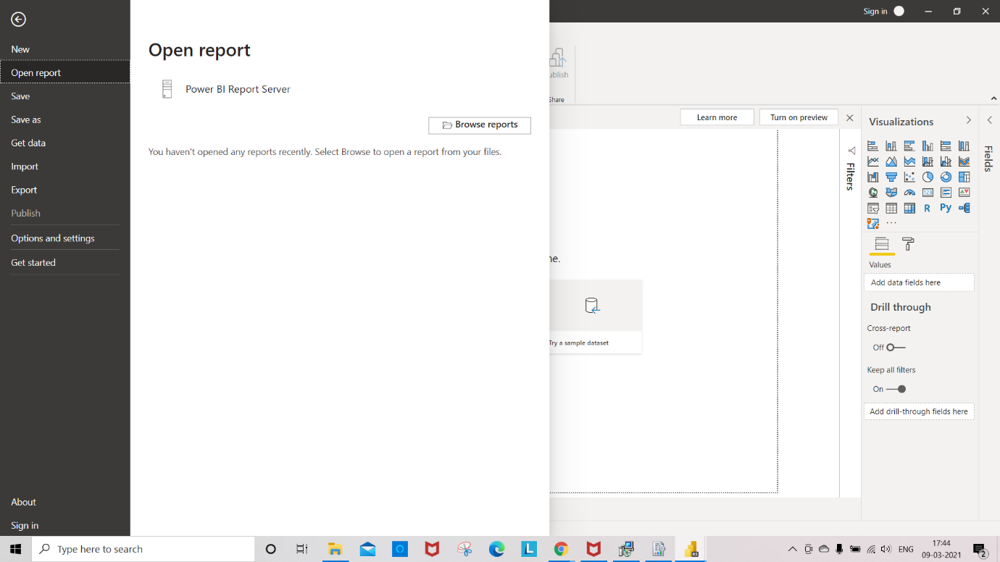 Sign in
New
Open report
Save
Save as
Get data
Import
Export
Publish
Options and settings
Get started
About
Sign in
Open report
Power BI Report Server
Browse reports
You haven't opened any reports recently. Select Browse to open a report from your files.
ublish
Share
Learn more
Turn on preview
ne.
Try a sample dataset
Filters
Visualizations
123
R
Py
Values
Add data fields here
Drill through
Cross-report
Off
Keep all filters
On
Add drill-through fields here
Fields
Type here to search
L
RS
ENG
17:44
09-03-2021
2